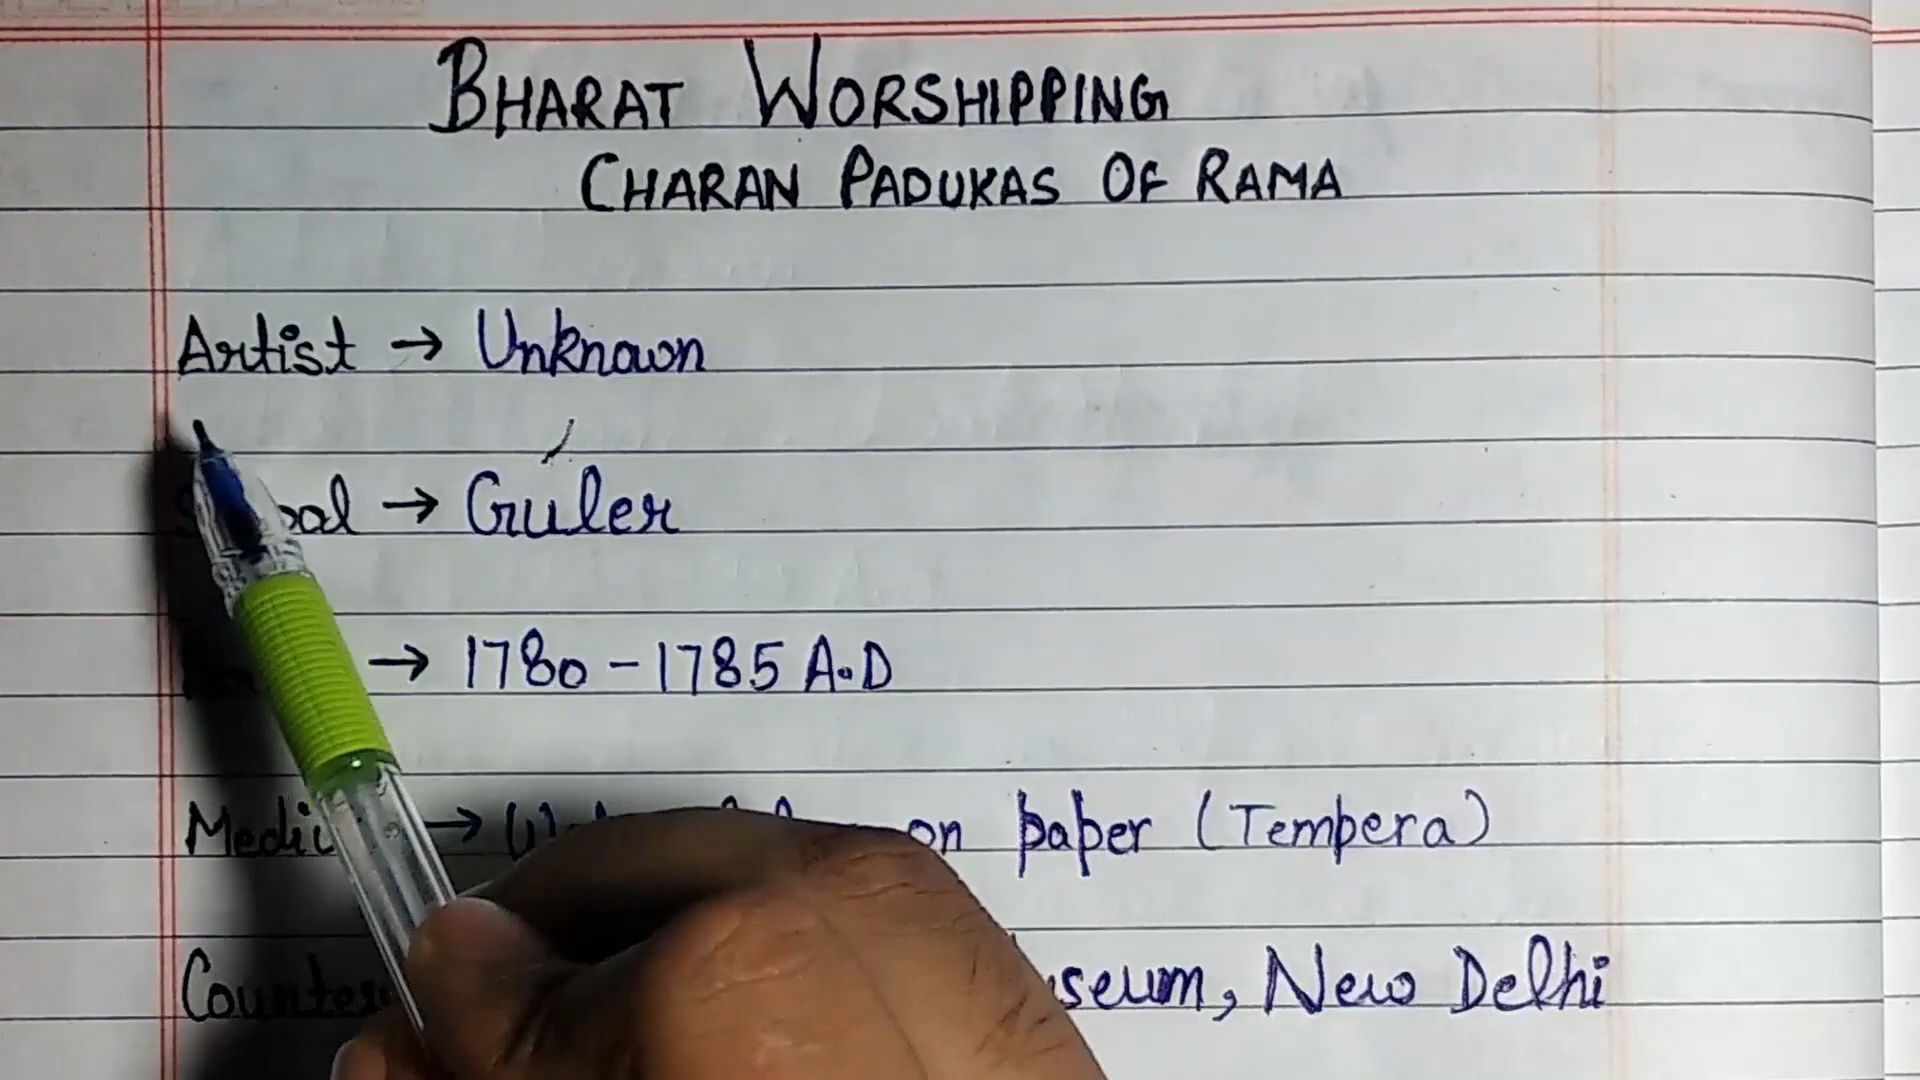 BHARAT WORSHIPPING
CHARAN PADUKAS OF RAMA
Artist → Unknown
→ Guler
→ 1780 - 1785 A.D
→ on paper (Tempera)
New Delhi